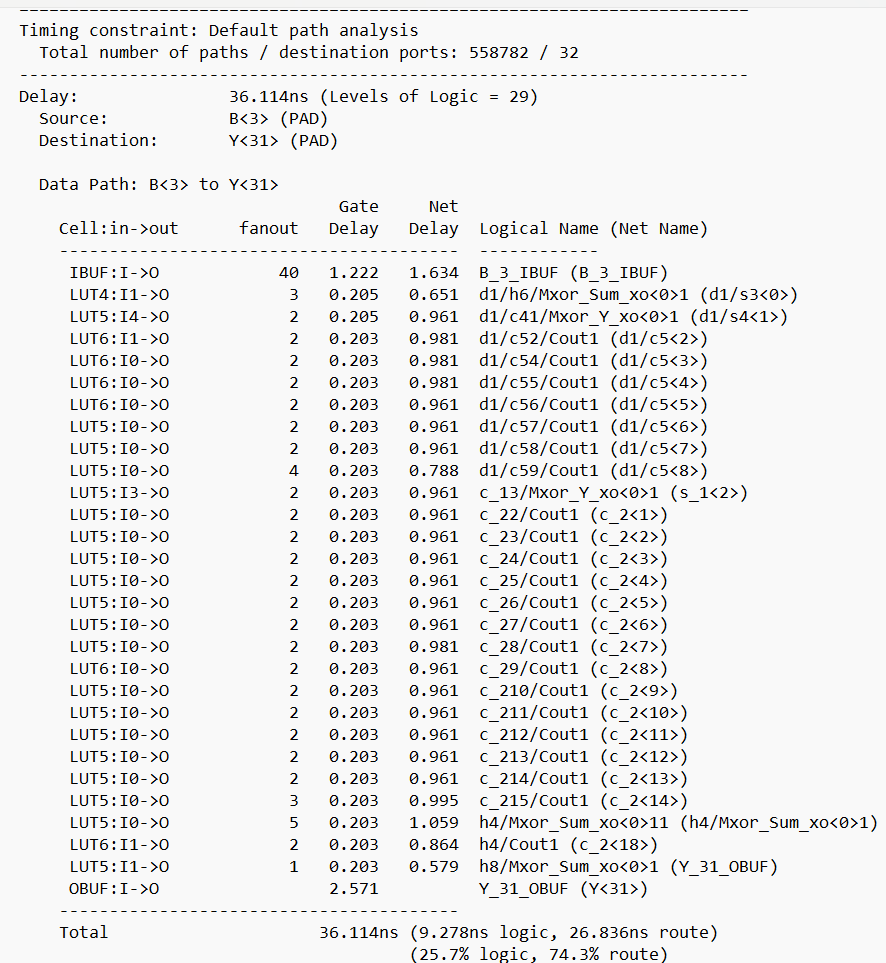 -------------------------------------------------------------------------
Timing constraint: Default path analysis
  Total number of paths / destination ports: 558782 / 32
-------------------------------------------------------------------------
Delay:               36.114ns (Levels of Logic = 29)
  Source:            B<3> (PAD)
  Destination:       Y<31> (PAD)

  Data Path: B<3> to Y<31>
                                Gate     Net
    Cell:in->out      fanout   Delay   Delay  Logical Name (Net Name)
    ----------------------------------------  ------------
     IBUF:I->O            40   1.222   1.634  B_3_IBUF (B_3_IBUF)
     LUT4:I1->O            3   0.205   0.651  d1/h6/Mxor_Sum_xo<0>1 (d1/s3<0>)
     LUT5:I4->O            2   0.205   0.961  d1/c41/Mxor_Y_xo<0>1 (d1/s4<1>)
     LUT6:I1->O            2   0.203   0.981  d1/c52/Cout1 (d1/c5<2>)
     LUT6:I0->O            2   0.203   0.981  d1/c54/Cout1 (d1/c5<3>)
     LUT6:I0->O            2   0.203   0.981  d1/c55/Cout1 (d1/c5<4>)
     LUT6:I0->O            2   0.203   0.961  d1/c56/Cout1 (d1/c5<5>)
     LUT5:I0->O            2   0.203   0.961  d1/c57/Cout1 (d1/c5<6>)
     LUT5:I0->O            2   0.203   0.961  d1/c58/Cout1 (d1/c5<7>)
     LUT5:I0->O            4   0.203   0.788  d1/c59/Cout1 (d1/c5<8>)
     LUT5:I3->O            2   0.203   0.961  c_13/Mxor_Y_xo<0>1 (s_1<2>)
     LUT5:I0->O            2   0.203   0.961  c_22/Cout1 (c_2<1>)
     LUT5:I0->O            2   0.203   0.961  c_23/Cout1 (c_2<2>)
     LUT5:I0->O            2   0.203   0.961  c_24/Cout1 (c_2<3>)
     LUT5:I0->O            2   0.203   0.961  c_25/Cout1 (c_2<4>)
     LUT5:I0->O            2   0.203   0.961  c_26/Cout1 (c_2<5>)
     LUT5:I0->O            2   0.203   0.961  c_27/Cout1 (c_2<6>)
     LUT5:I0->O            2   0.203   0.981  c_28/Cout1 (c_2<7>)
     LUT6:I0->O            2   0.203   0.961  c_29/Cout1 (c_2<8>)
     LUT5:I0->O            2   0.203   0.961  c_210/Cout1 (c_2<9>)
     LUT5:I0->O            2   0.203   0.961  c_211/Cout1 (c_2<10>)
     LUT5:I0->O            2   0.203   0.961  c_212/Cout1 (c_2<11>)
     LUT5:I0->O            2   0.203   0.961  c_213/Cout1 (c_2<12>)
     LUT5:I0->O            2   0.203   0.961  c_214/Cout1 (c_2<13>)
     LUT5:I0->O            3   0.203   0.995  c_215/Cout1 (c_2<14>)
     LUT5:I0->O            5   0.203   1.059  h4/Mxor_Sum_xo<0>11 (h4/Mxor_Sum_xo<0>1)
     LUT6:I1->O            2   0.203   0.864  h4/Cout1 (c_2<18>)
     LUT5:I1->O            1   0.203   0.579  h8/Mxor_Sum_xo<0>1 (Y_31_OBUF)
     OBUF:I->O                 2.571          Y_31_OBUF (Y<31>)
    ----------------------------------------
    Total                     36.114ns (9.278ns logic, 26.836ns route)
                                       (25.7% logic, 74.3% route)